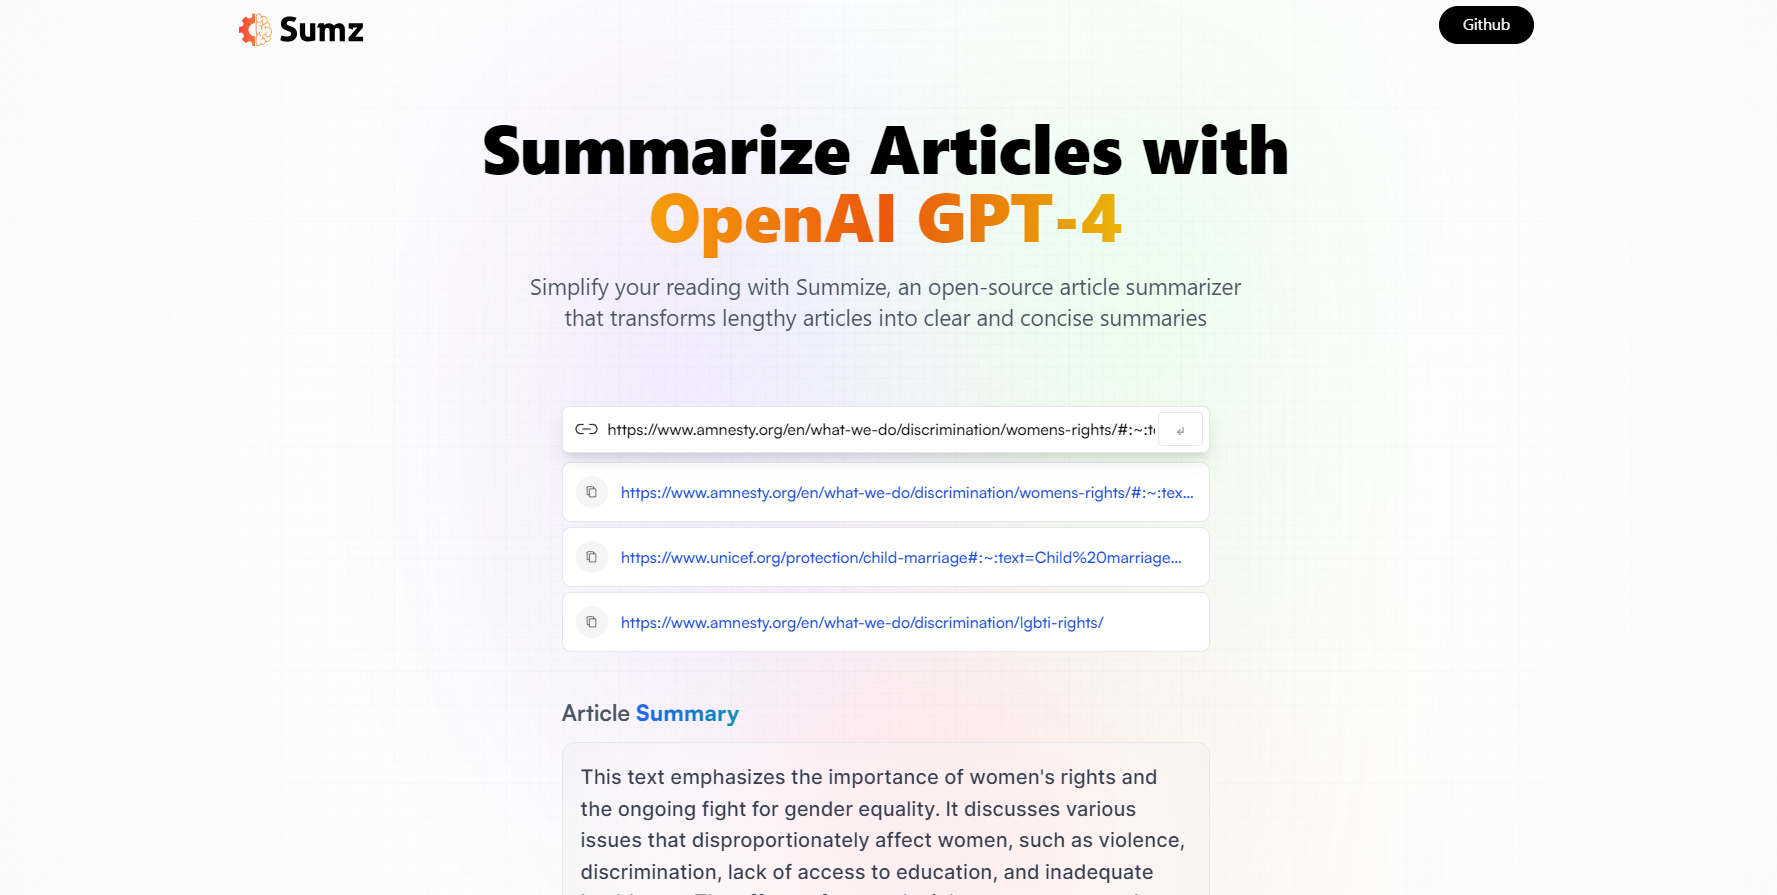 Sumz
Github
Summarize Articles with
OpenAI GPT-4
Simplify your reading with Summize, an open-source article summarizer
that transforms lengthy articles into clear and concise summaries
https://www.amnesty.org/en/what-we-do/discrimination/womens-rights/#:~:t
https://www.amnesty.org/en/what-we-do/discrimination/womens-rights/#:~:tex...
https://www.unicef.org/protection/child-marriage#:~:text=Child%20marriage...
https://www.amnesty.org/en/what-we-do/discrimination/lgbti-rights/
Article Summary
This text emphasizes the importance of women's rights and
the ongoing fight for gender equality. It discusses various
issues that disproportionately affect women, such as violence,
discrimination, lack of access to education, and inadequate